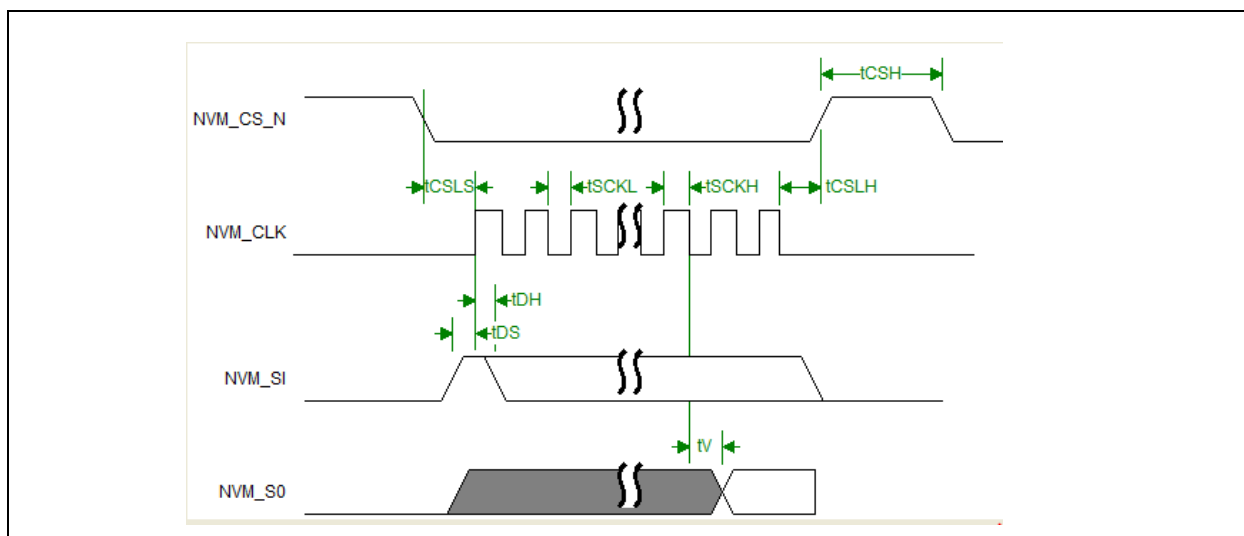 tCSH
NVM_CS_N
tCSLS
tSCKL
tSCKH
tCSLH
NVM_CLK
tDH
tDS
NVM_SI
tV
NVM_S0